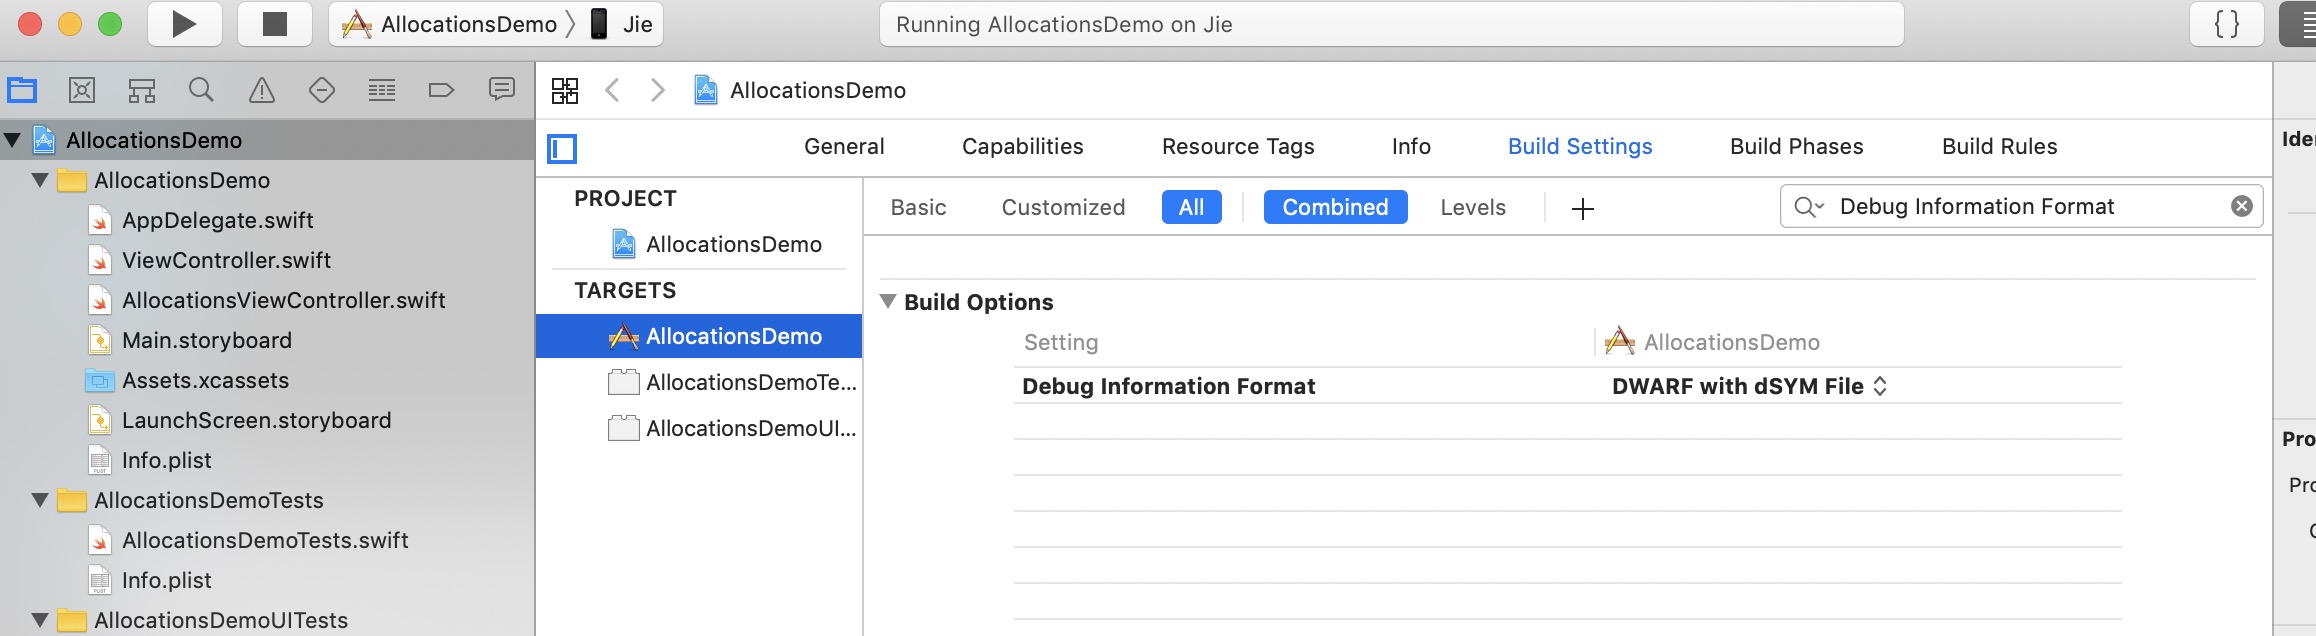 AllocationsDemo
Jie
Running AllocationsDemo on Jie
{ }
AllocationsDemo
AllocationsDemo
AppDelegate.swift
ViewController.swift
AllocationsViewController.swift
Main.storyboard
Assets.xcassets
LaunchScreen.storyboard
Info.plist
AllocationsDemoTests
AllocationsDemoTests.swift
Info.plist
AllocationsDemoUITests
AllocationsDemo
General
Capabilities
Resource Tags
Info
Build Settings
Build Phases
Build Rules
PROJECT
AllocationsDemo
TARGETS
AllocationsDemo
AllocationsDemoTe...
AllocationsDemoUI...
Basic
Customized
All
Combined
Levels
+
Debug Information Format
Build Options
Setting
AllocationsDemo
Debug Information Format
DWARF with dSYM File